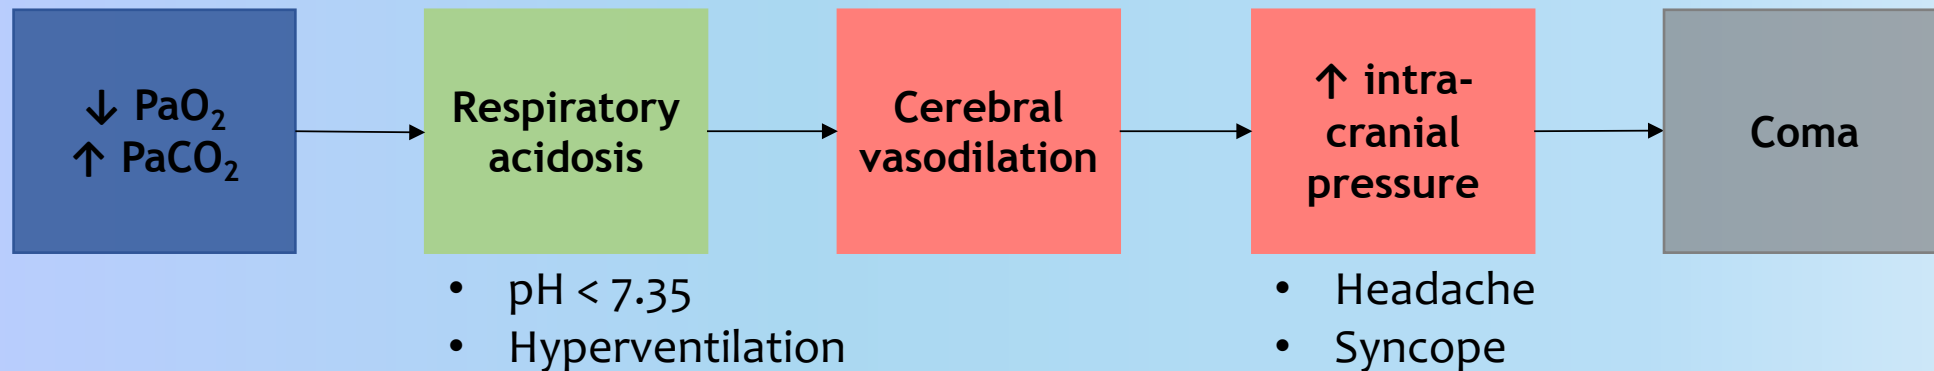 ↓ PaO₂
↑ PaCO₂
Respiratory
acidosis
Cerebral
vasodilation
↑ intra-
cranial
pressure
Coma
• pH < 7.35
• Hyperventilation
• Headache
• Syncope